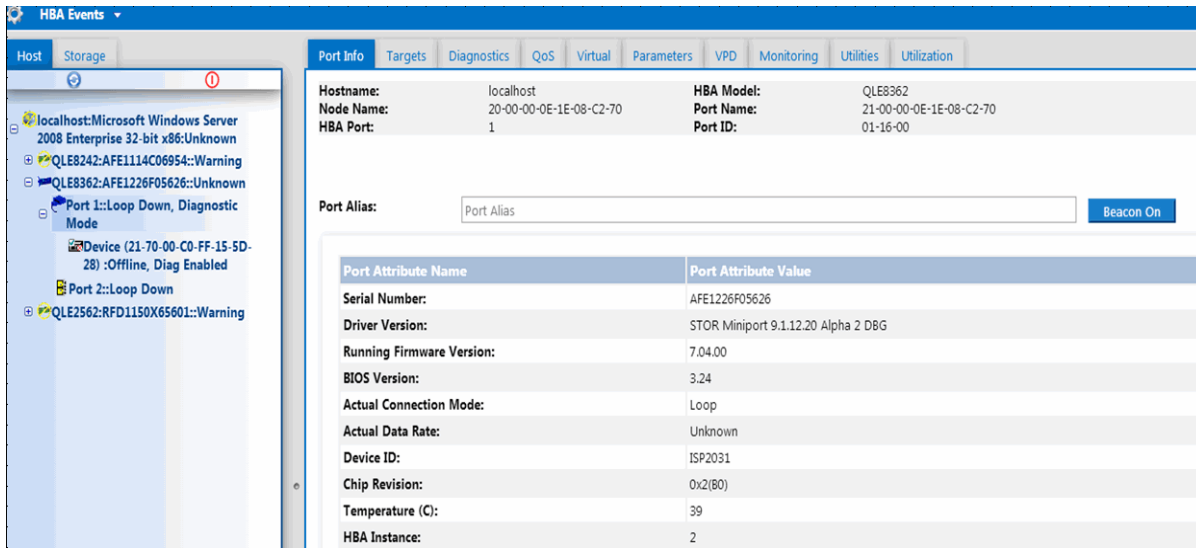 HBA Events
Host Storage
localhost:Microsoft Windows Server
2008 Enterprise 32-bit x86:Unknown
QLE8242:AFE1114C06954::Warning
QLE8362:AFE1226F05626::Unknown
Port 1::Loop Down, Diagnostic
Mode
Device (21-70-00-C0-FF-15-5D-
28) :Offline, Diag Enabled
Port 2::Loop Down
QLE2562:RFD1150X65601::Warning
Port Info Targets Diagnostics QoS Virtual Parameters VPD Monitoring Utilities Utilization
Hostname: localhost HBA Model: QLE8362
Node Name: 20-00-00-0E-1E-08-C2-70 Port Name: 21-00-00-0E-1E-08-C2-70
HBA Port: 1 Port ID: 01-16-00
Port Alias: Port Alias Beacon On
Port Attribute Name Port Attribute Value
Serial Number: AFE1226F05626
Driver Version: STOR Miniport 9.1.12.20 Alpha 2 DBG
Running Firmware Version: 7.04.00
BIOS Version: 3.24
Actual Connection Mode: Loop
Actual Data Rate: Unknown
Device ID: ISP2031
Chip Revision: 0x2(B0)
Temperature (C): 39
HBA Instance: 2